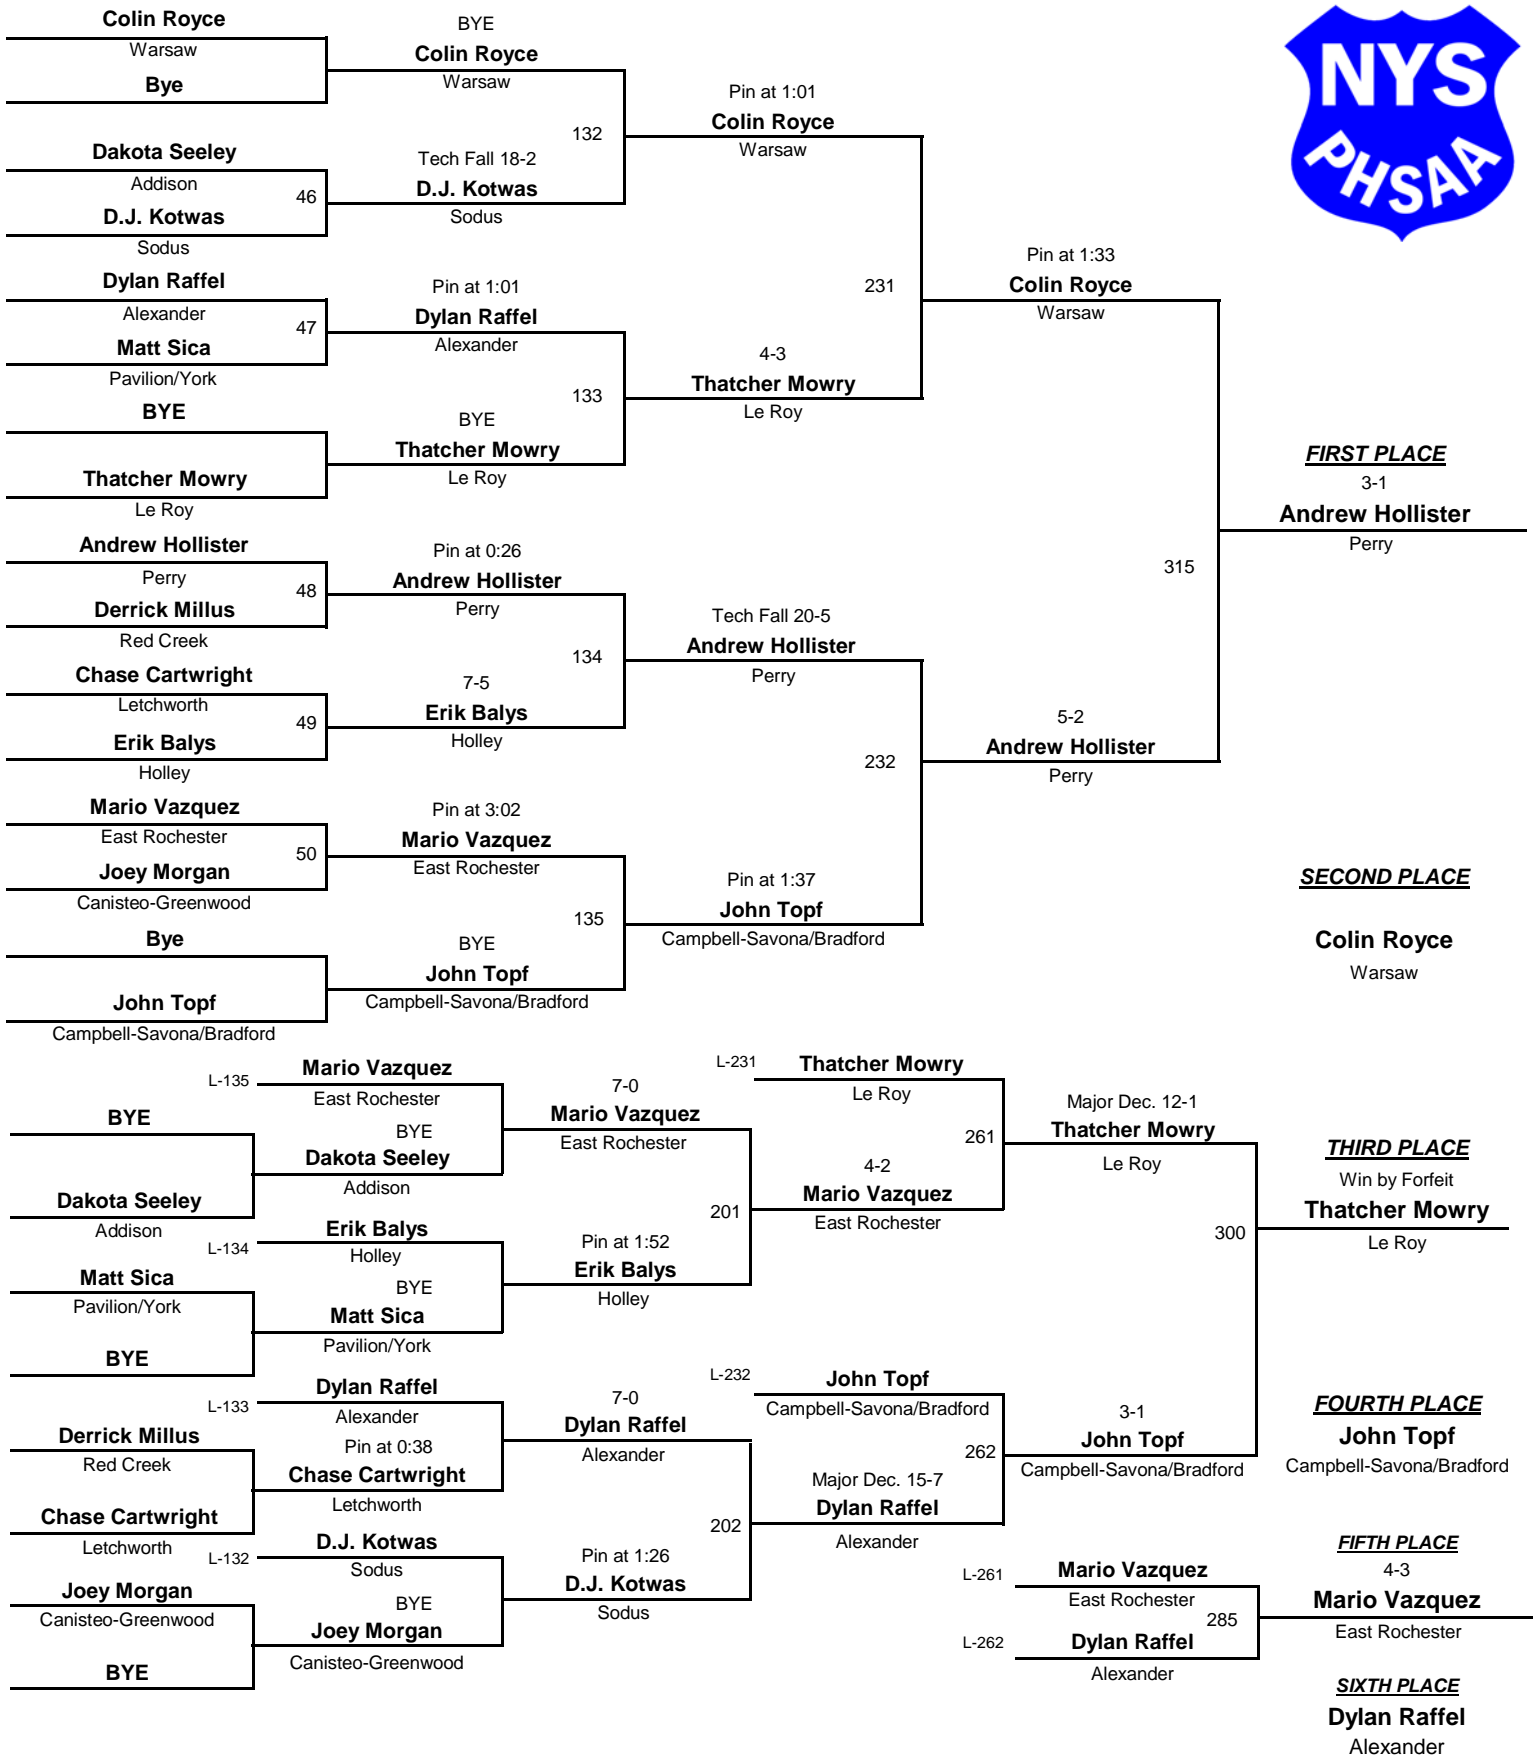 Colin Royce
Warsaw
Bye
Dakota Seeley
Addison
46
D.J. Kotwas
Sodus
Dylan Raffel
Alexander
47
Matt Sica
Pavilion/York
BYE
Thatcher Mowry
Le Roy
Andrew Hollister
Perry
48
Derrick Millus
Red Creek
Chase Cartwright
Letchworth
49
Erik Balys
Holley
Mario Vazquez
East Rochester
50
Joey Morgan
Canisteo-Greenwood
Bye
John Topf
Campbell-Savona/Bradford
BYE
Colin Royce
Warsaw
132
Tech Fall 18-2
D.J. Kotwas
Sodus
Pin at 1:01
Dylan Raffel
Alexander
133
BYE
Thatcher Mowry
Le Roy
Pin at 0:26
Andrew Hollister
Perry
134
7-5
Erik Balys
Holley
Pin at 3:02
Mario Vazquez
East Rochester
135
BYE
John Topf
Campbell-Savona/Bradford
Pin at 1:01
Colin Royce
Warsaw
231
4-3
Thatcher Mowry
Le Roy
Tech Fall 20-5
Andrew Hollister
Perry
232
Pin at 1:37
John Topf
Campbell-Savona/Bradford
Pin at 1:33
Colin Royce
Warsaw
315
5-2
Andrew Hollister
Perry
NYS
PHSAA
FIRST PLACE
3-1
Andrew Hollister
Perry
SECOND PLACE
Colin Royce
Warsaw
BYE
Dakota Seeley
Addison
Matt Sica
Pavilion/York
BYE
Derrick Millus
Red Creek
Chase Cartwright
Letchworth
Joey Morgan
Canisteo-Greenwood
BYE
L-135
Mario Vazquez
East Rochester
BYE
Dakota Seeley
Addison
L-134
Erik Balys
Holley
BYE
Matt Sica
Pavilion/York
L-133
Dylan Raffel
Alexander
Pin at 0:38
Chase Cartwright
Letchworth
L-132
D.J. Kotwas
Sodus
BYE
Joey Morgan
Canisteo-Greenwood
7-0
Mario Vazquez
East Rochester
201
Pin at 1:52
Erik Balys
Holley
7-0
Dylan Raffel
Alexander
202
Pin at 1:26
D.J. Kotwas
Sodus
L-231
Thatcher Mowry
Le Roy
261
4-2
Mario Vazquez
East Rochester
L-232
John Topf
Campbell-Savona/Bradford
262
Major Dec. 15-7
Dylan Raffel
Alexander
Major Dec. 12-1
Thatcher Mowry
Le Roy
300
3-1
John Topf
Campbell-Savona/Bradford
L-261
Mario Vazquez
East Rochester
285
L-262
Dylan Raffel
Alexander
THIRD PLACE
Win by Forfeit
Thatcher Mowry
Le Roy
FOURTH PLACE
John Topf
Campbell-Savona/Bradford
FIFTH PLACE
4-3
Mario Vazquez
East Rochester
SIXTH PLACE
Dylan Raffel
Alexander